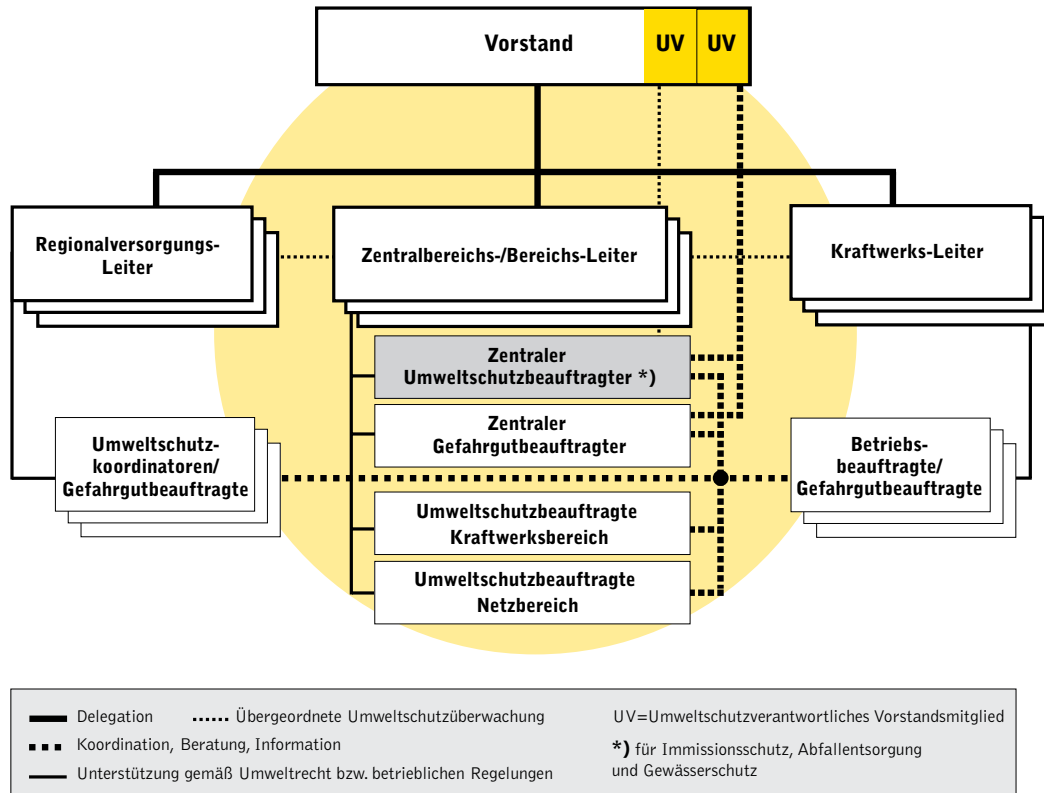 Vorstand
UV
UV
Regionalversorgungs-
Leiter
Zentralbereichs-/Bereichs-Leiter
Kraftwerks-Leiter
Zentraler
Umweltschutzbeauftragter *)
Zentraler
Gefahrgutbeauftragter
Umweltschutz-
koordinatoren/
Gefahrgutbeauftragte
Betriebs-
beauftragte/
Gefahrgutbeauftragte
Umweltschutzbeauftragte
Kraftwerksbereich
Umweltschutzbeauftragte
Netzbereich
Delegation
Übergeordnete Umweltschutzüberwachung
Koordination, Beratung, Information
Unterstützung gemäß Umweltrecht bzw. betrieblichen Regelungen
UV=Umweltschutzverantwortliches Vorstandsmitglied
*) für Immissionsschutz, Abfallentsorgung
und Gewässerschutz